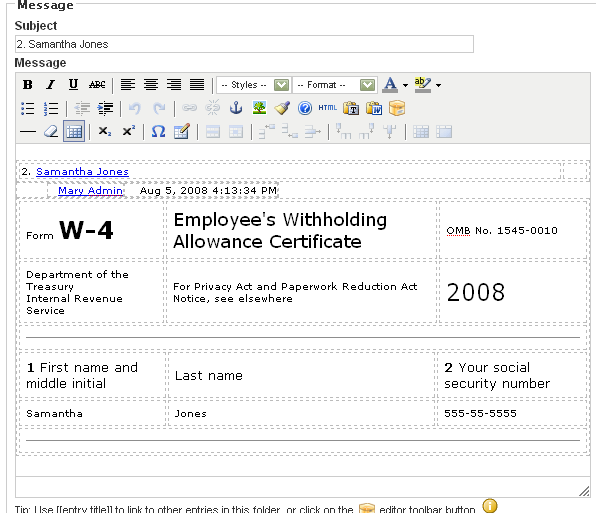 Message
Subject
2. Samantha Jones
Message
B I U ABC -- Styles -- -- Format -- A ab
HTML
X2 X2 Ω
2. Samantha Jones
Mary Admin Aug 5, 2008 4:13:34 PM
Form W-4 Employee's Withholding Allowance Certificate OMB No. 1545-0010
Department of the Treasury Internal Revenue Service For Privacy Act and Paperwork Reduction Act Notice, see elsewhere 2008
1 First name and middle initial Last name 2 Your social security number
Samantha Jones 555-55-5555
Tip: Use [[entry title]] to link to other entries in this folder, or click on the editor toolbar button.